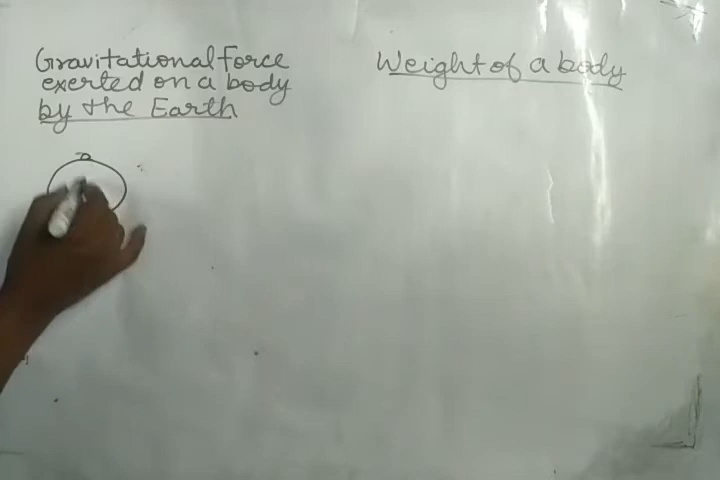 Gravitational force
exerted on a body
by the Earth
Weight of a body